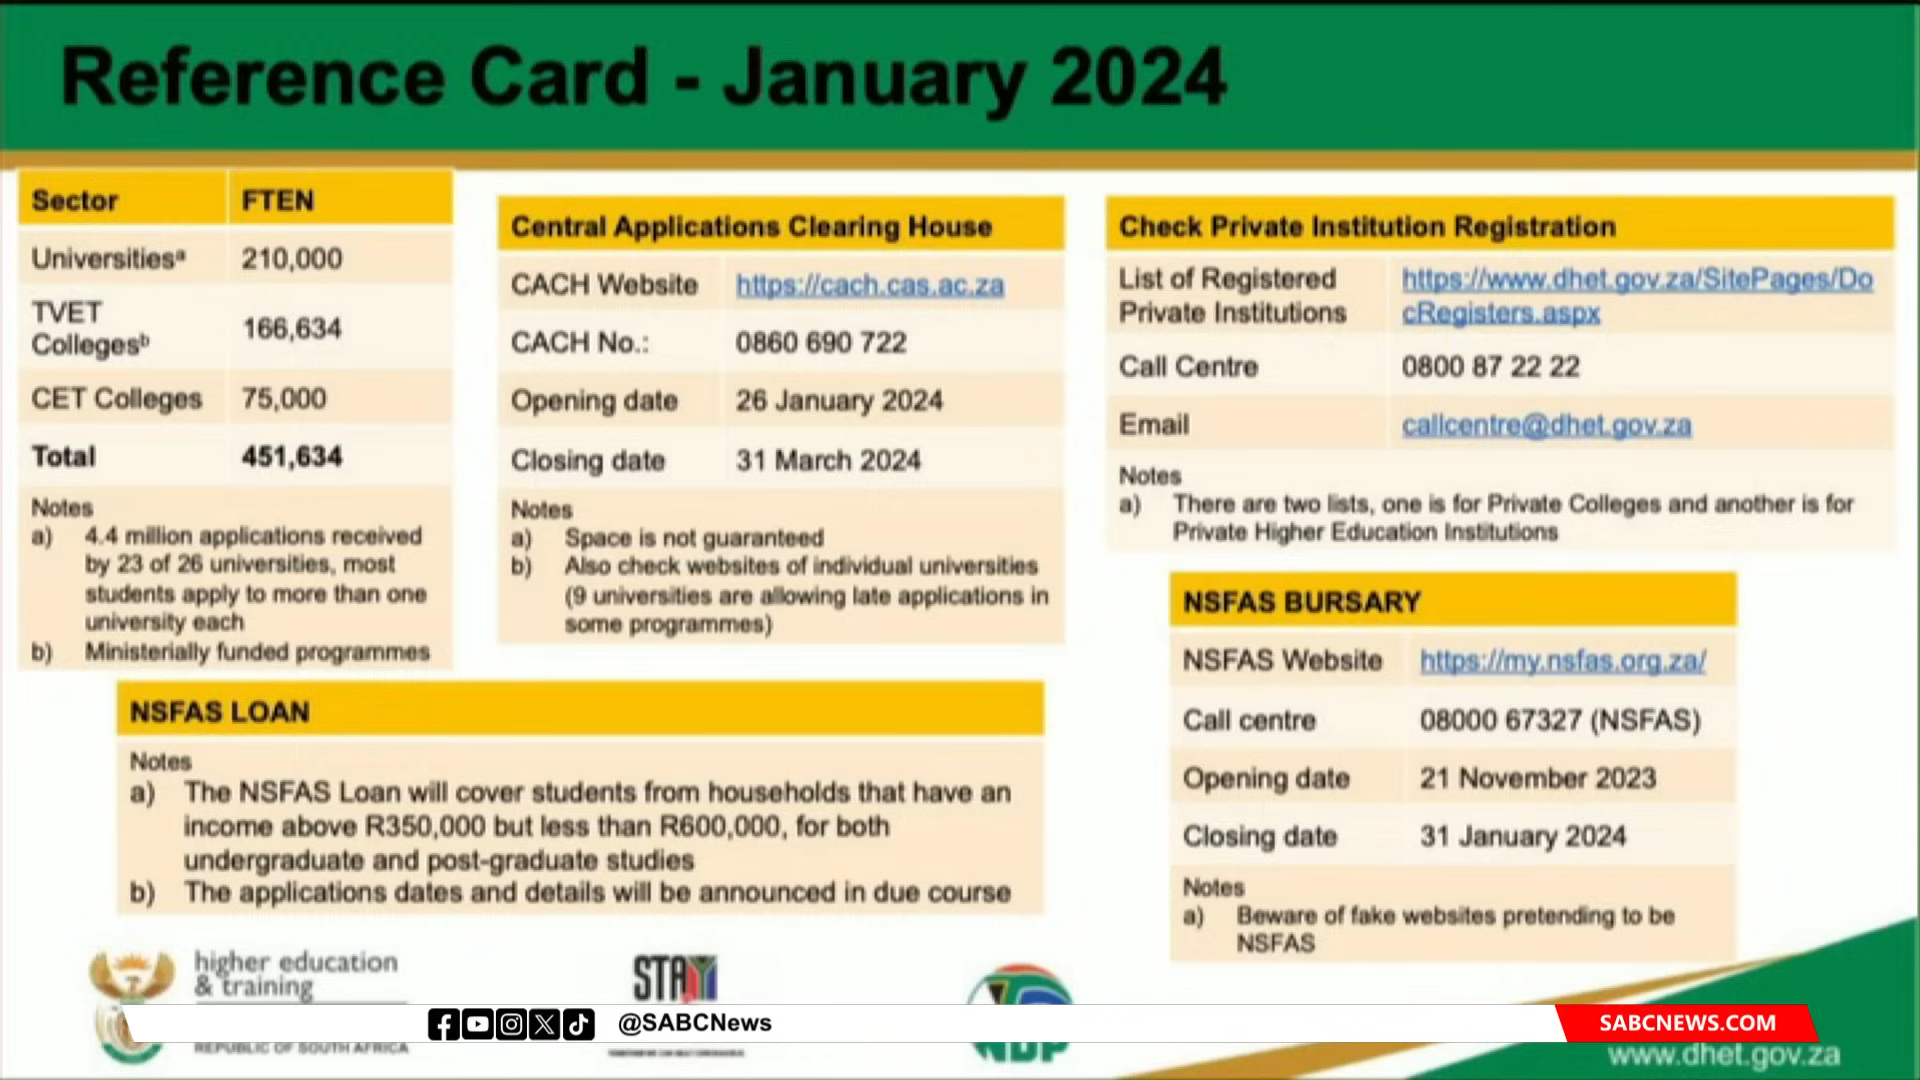 Reference Card - January 2024
Sector FTEN
Universitiesᵃ 210,000
TVET
Collegesᵇ 166,634
CET Colleges 75,000
Total 451,634
Notes
a) 4.4 million applications received
by 23 of 26 universities, most
students apply to more than one
university each
b) Ministerially funded programmes
Central Applications Clearing House
CACH Website https://cach.cas.ac.za
CACH No.: 0860 690 722
Opening date 26 January 2024
Closing date 31 March 2024
Notes
a) Space is not guaranteed
b) Also check websites of individual universities
(9 universities are allowing late applications in
some programmes)
Check Private Institution Registration
List of Registered https://www.dhet.gov.za/SitePages/Do
Private Institutions cRegisters.aspx
Call Centre 0800 87 22 22
Email callcentre@dhet.gov.za
Notes
a) There are two lists, one is for Private Colleges and another is for
Private Higher Education Institutions
NSFAS LOAN
Notes
a) The NSFAS Loan will cover students from households that have an
income above R350,000 but less than R600,000, for both
undergraduate and post-graduate studies
b) The applications dates and details will be announced in due course
NSFAS BURSARY
NSFAS Website https://my.nsfas.org.za/
Call centre 08000 67327 (NSFAS)
Opening date 21 November 2023
Closing date 31 January 2024
Notes
a) Beware of fake websites pretending to be
NSFAS
higher education
& training
REPUBLIC OF SOUTH AFRICA
STAY
NDP
@SABCNews
SABCNEWS.COM
www.dhet.gov.za